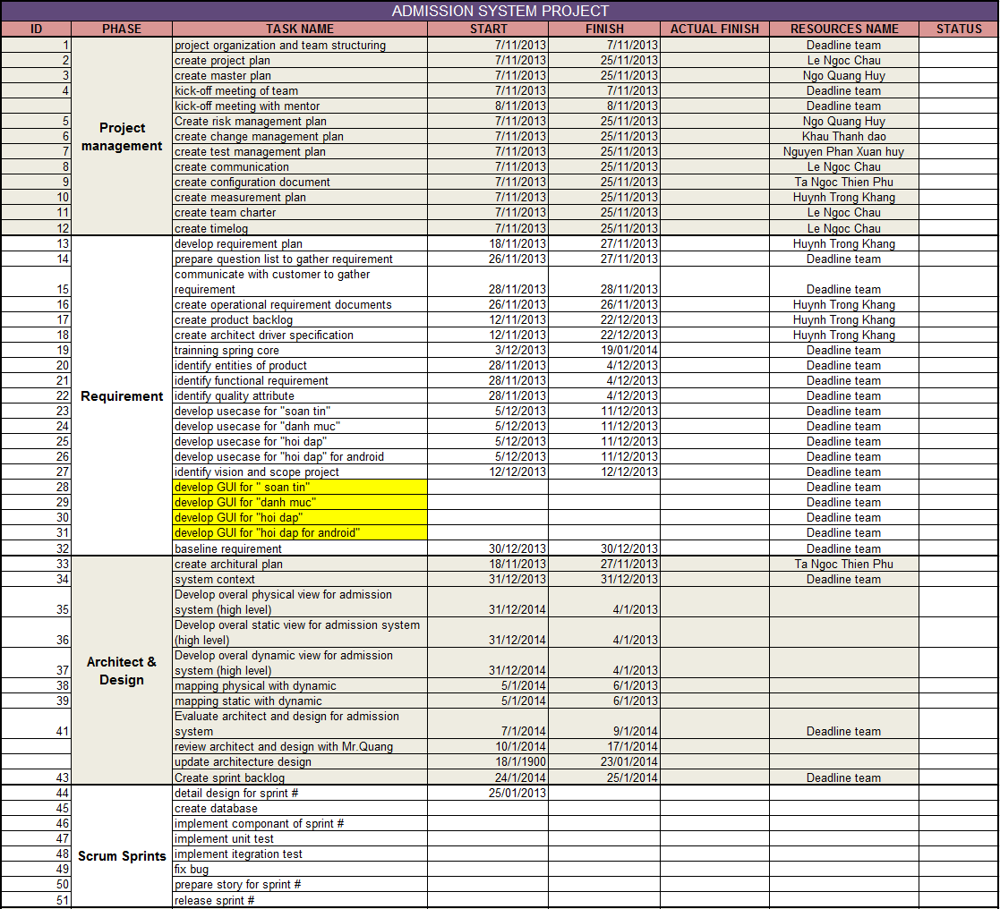 ADMISSION SYSTEM PROJECT
ID PHASE TASK NAME START FINISH ACTUAL FINISH RESOURCES NAME STATUS
1 project organization and team structuring 7/11/2013 7/11/2013 Deadline team
2 create project plan 7/11/2013 25/11/2013 Le Ngoc Chau
3 create master plan 7/11/2013 25/11/2013 Ngo Quang Huy
4 kick-off meeting of team 7/11/2013 7/11/2013 Deadline team
kick-off meeting with mentor 8/11/2013 8/11/2013 Deadline team
5 Create risk management plan 7/11/2013 25/11/2013 Ngo Quang Huy
Project
management
6 create change management plan 7/11/2013 25/11/2013 Khau Thanh dao
7 create test management plan 7/11/2013 25/11/2013 Nguyen Phan Xuan huy
8 create communication 7/11/2013 25/11/2013 Le Ngoc Chau
9 create configuration document 7/11/2013 25/11/2013 Ta Ngoc Thien Phu
10 create measurement plan 7/11/2013 25/11/2013 Huynh Trong Khang
11 create team charter 7/11/2013 25/11/2013 Le Ngoc Chau
12 create timelog 7/11/2013 25/11/2013 Le Ngoc Chau
13 develop requirement plan 18/11/2013 27/11/2013 Huynh Trong Khang
14 prepare question list to gather requirement 26/11/2013 27/11/2013 Deadline team
communicate with customer to gather
15 requirement 28/11/2013 28/11/2013 Deadline team
16 create operational requirement documents 26/11/2013 26/11/2013 Huynh Trong Khang
17 create product backlog 12/11/2013 22/12/2013 Huynh Trong Khang
18 create architect driver specification 12/11/2013 22/12/2013 Huynh Trong Khang
19 trainning spring core 3/12/2013 19/01/2014 Deadline team
20 identify entities of product 28/11/2013 4/12/2013 Deadline team
21 identify functional requirement 28/11/2013 4/12/2013 Deadline team
22 Requirement identify quality attribute 28/11/2013 4/12/2013 Deadline team
23 develop usecase for "soan tin" 5/12/2013 11/12/2013 Deadline team
24 develop usecase for "danh muc" 5/12/2013 11/12/2013 Deadline team
25 develop usecase for "hoi dap" 5/12/2013 11/12/2013 Deadline team
26 develop usecase for "hoi dap" for android 5/12/2013 11/12/2013 Deadline team
27 identify vision and scope project 12/12/2013 12/12/2013 Deadline team
28 develop GUI for " soan tin" Deadline team
29 develop GUI for "danh muc" Deadline team
30 develop GUI for "hoi dap" Deadline team
31 develop GUI for "hoi dap for android" Deadline team
32 baseline requirement 30/12/2013 30/12/2013 Deadline team
33 create architural plan 18/11/2013 27/11/2013 Ta Ngoc Thien Phu
34 system context 31/12/2013 31/12/2013 Deadline team
Develop overal physical view for admission
35 system (high level) 31/12/2014 4/1/2013
Develop overal static view for admission system
36 (high level) 31/12/2014 4/1/2013
Develop overal dynamic view for admission
37 system (high level) 31/12/2014 4/1/2013
Architect &
Design
38 mapping physical with dynamic 5/1/2014 6/1/2013
39 mapping static with dynamic 5/1/2014 6/1/2013
Evaluate architect and design for admission
41 system 7/1/2014 9/1/2014 Deadline team
review architect and design with Mr.Quang 10/1/2014 17/1/2014
update architecture design 18/1/1900 23/01/2014
43 Create sprint backlog 24/1/2014 25/1/2014 Deadline team
44 detail design for sprint # 25/01/2013
45 create database
46 implement componant of sprint #
47 implement unit test
48 Scrum Sprints implement itegration test
49 fix bug
50 prepare story for sprint #
51 release sprint #